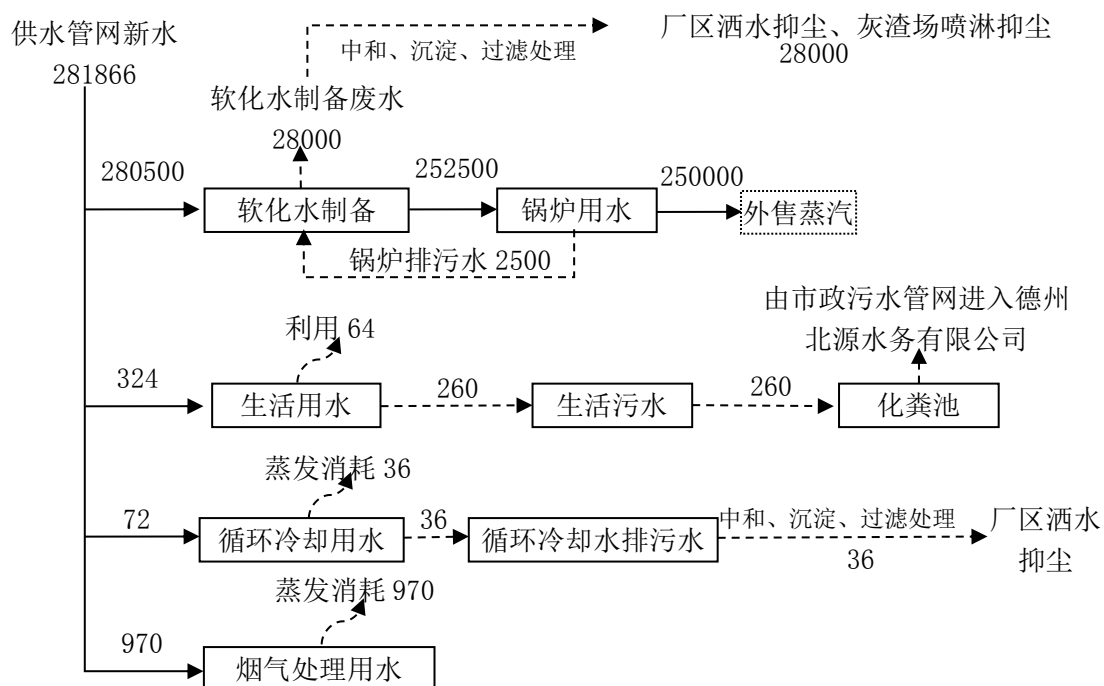 供水管网新水
281866
厂区洒水抑尘、灰渣场喷淋抑尘
28000
中和、沉淀、过滤处理
软化水制备废水
28000
280500
软化水制备
252500
锅炉用水
250000
外售蒸汽
锅炉排污水 2500
由市政污水管网进入德州
北源水务有限公司
利用 64
324
生活用水
260
生活污水
260
化粪池
蒸发消耗 36
72
循环冷却用水
36
循环冷却水排污水
中和、沉淀、过滤处理
36
厂区洒水
抑尘
蒸发消耗 970
970
烟气处理用水